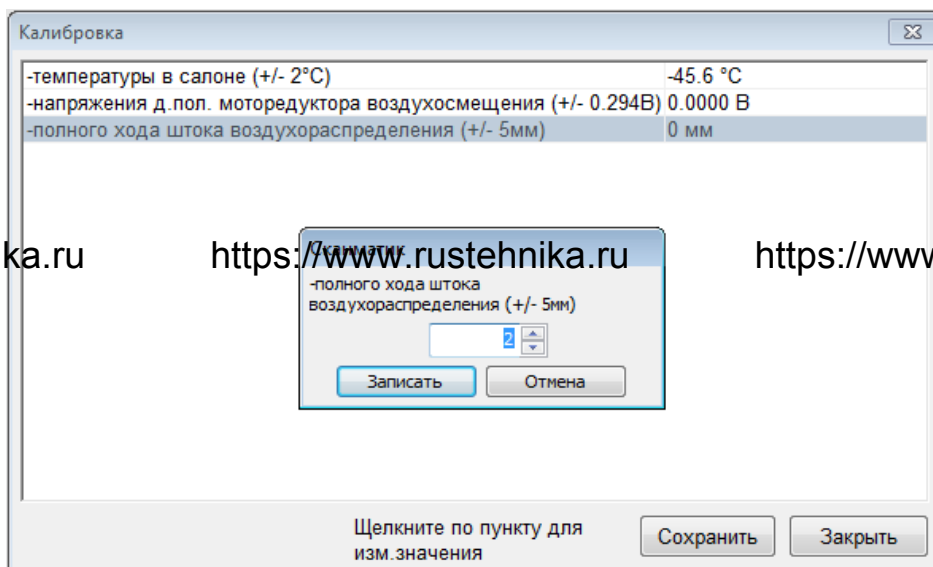 Калибровка
-температуры в салоне (+/- 2°C) -45.6 °C
-напряжения д.пол. моторедуктора воздухосмещения (+/- 0.294В) 0.0000 В
-полного хода штока воздухораспределения (+/- 5мм) 0 мм
ka.ru https://www.rustehnika.ru https://www
Сканматик
-полного хода штока
воздухораспределения (+/- 5мм)
2
Записать Отмена
Щелкните по пункту для
изм.значения
Сохранить Закрыть